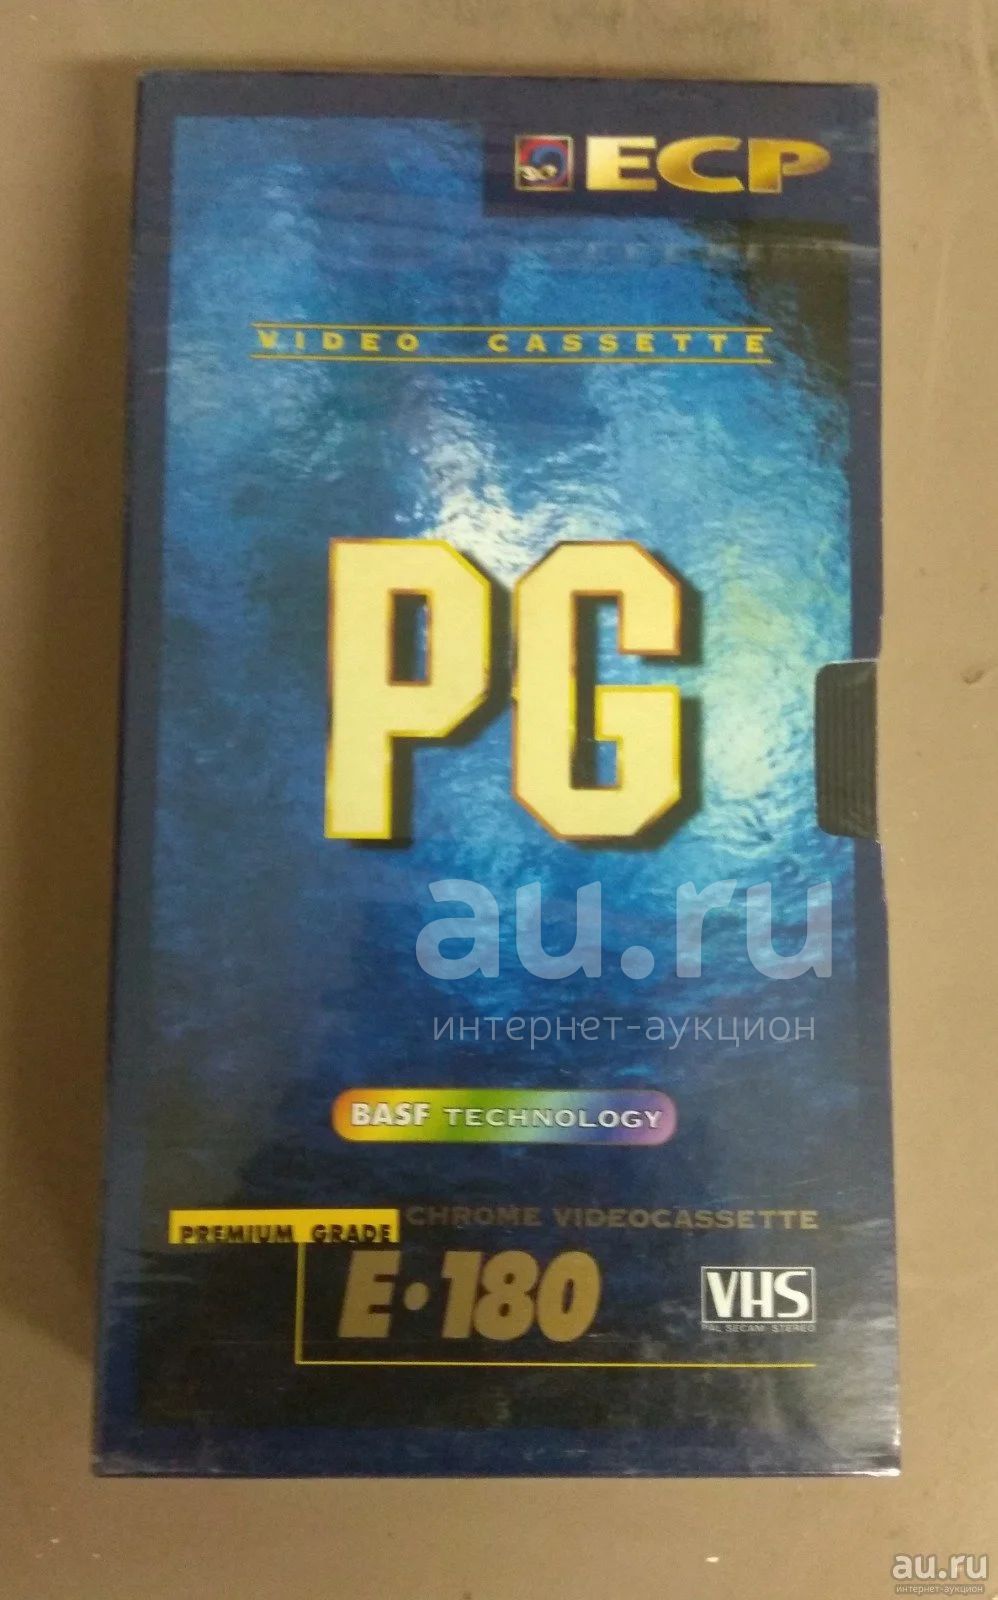 ECP
VIDEO CASSETTE
PG
au.ru
интернет-аукцион
BASF TECHNOLOGY
PREMIUM GRADE CHROME VIDEOCASSETTE
E·180
VHS
PAL SECAM STEREO
au.ru
интернет-аукцион